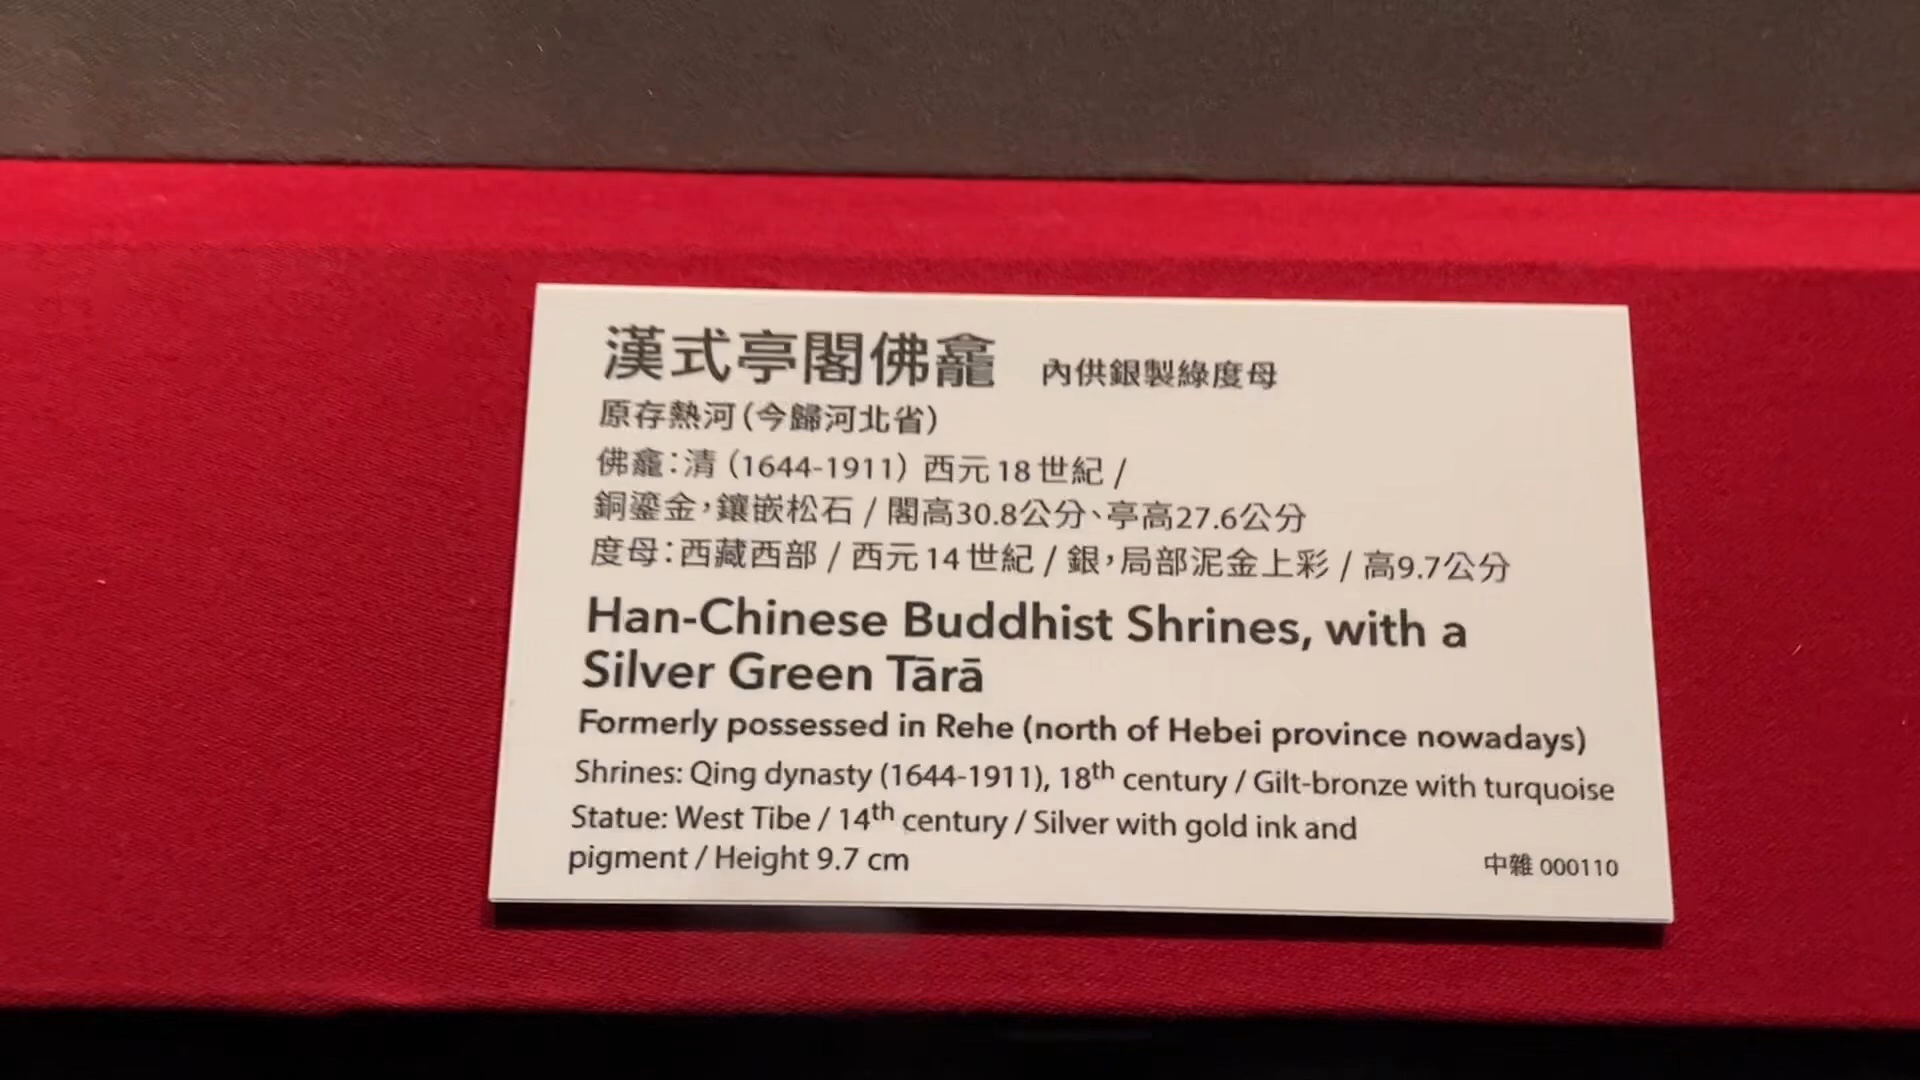 漢式亭閣佛龕 內供銀製綠度母
原存熱河(今歸河北省)
佛龕:清(1644-1911)西元18世紀 /
銅鎏金,鑲嵌松石 / 閣高30.8公分、亭高27.6公分
度母:西藏西部 / 西元14世紀 / 銀,局部泥金上彩 / 高9.7公分
Han-Chinese Buddhist Shrines, with a
Silver Green Tārā
Formerly possessed in Rehe (north of Hebei province nowadays)
Shrines: Qing dynasty (1644-1911), 18th century / Gilt-bronze with turquoise
Statue: West Tibe / 14th century / Silver with gold ink and
pigment / Height 9.7 cm
中雜 000110